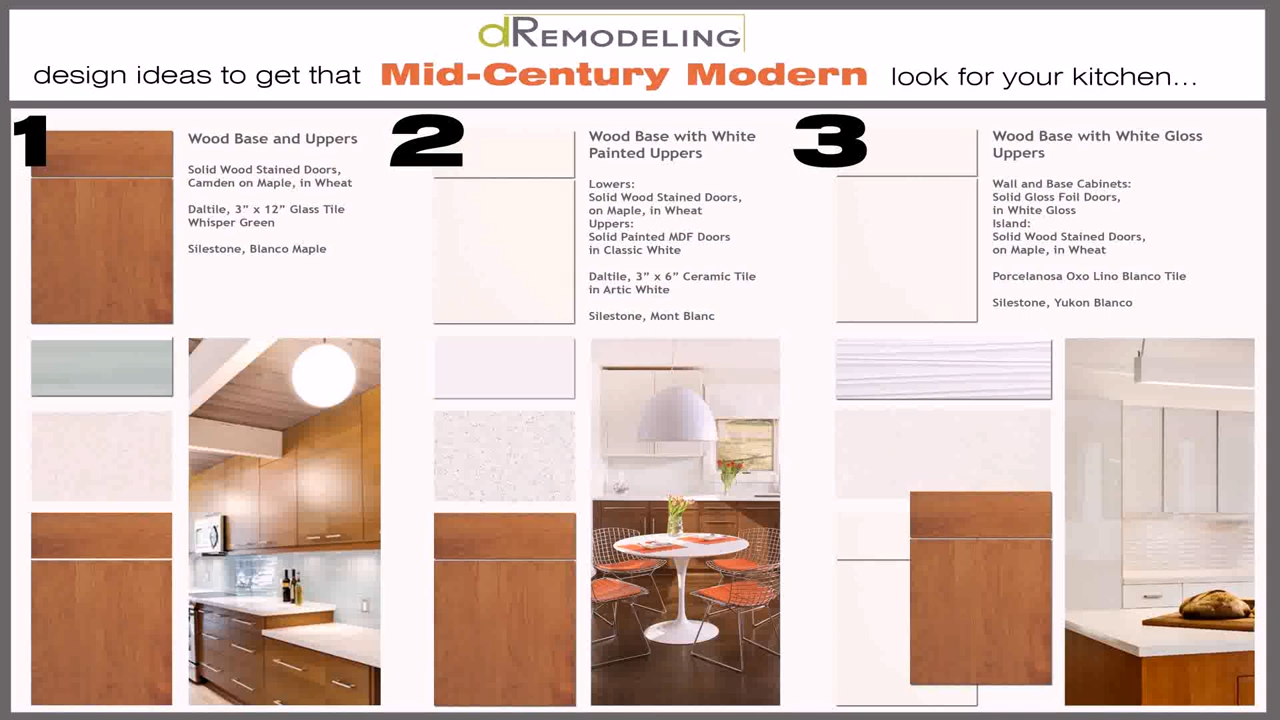 dREMODELING
design ideas to get that Mid-Century Modern look for your kitchen...
1
Wood Base and Uppers
Solid Wood Stained Doors,
Camden on Maple, in Wheat
Daltile, 3” x 12” Glass Tile
Whisper Green
Silestone, Blanco Maple
2
Wood Base with White
Painted Uppers
Lowers:
Solid Wood Stained Doors,
on Maple, in Wheat
Uppers:
Solid Painted MDF Doors
in Classic White
Daltile, 3” x 6” Ceramic Tile
in Artic White
Silestone, Mont Blanc
3
Wood Base with White Gloss
Uppers
Wall and Base Cabinets:
Solid Gloss Foil Doors,
in White Gloss
Island:
Solid Wood Stained Doors,
on Maple, in Wheat
Porcelanosa Oxo Lino Blanco Tile
Silestone, Yukon Blanco